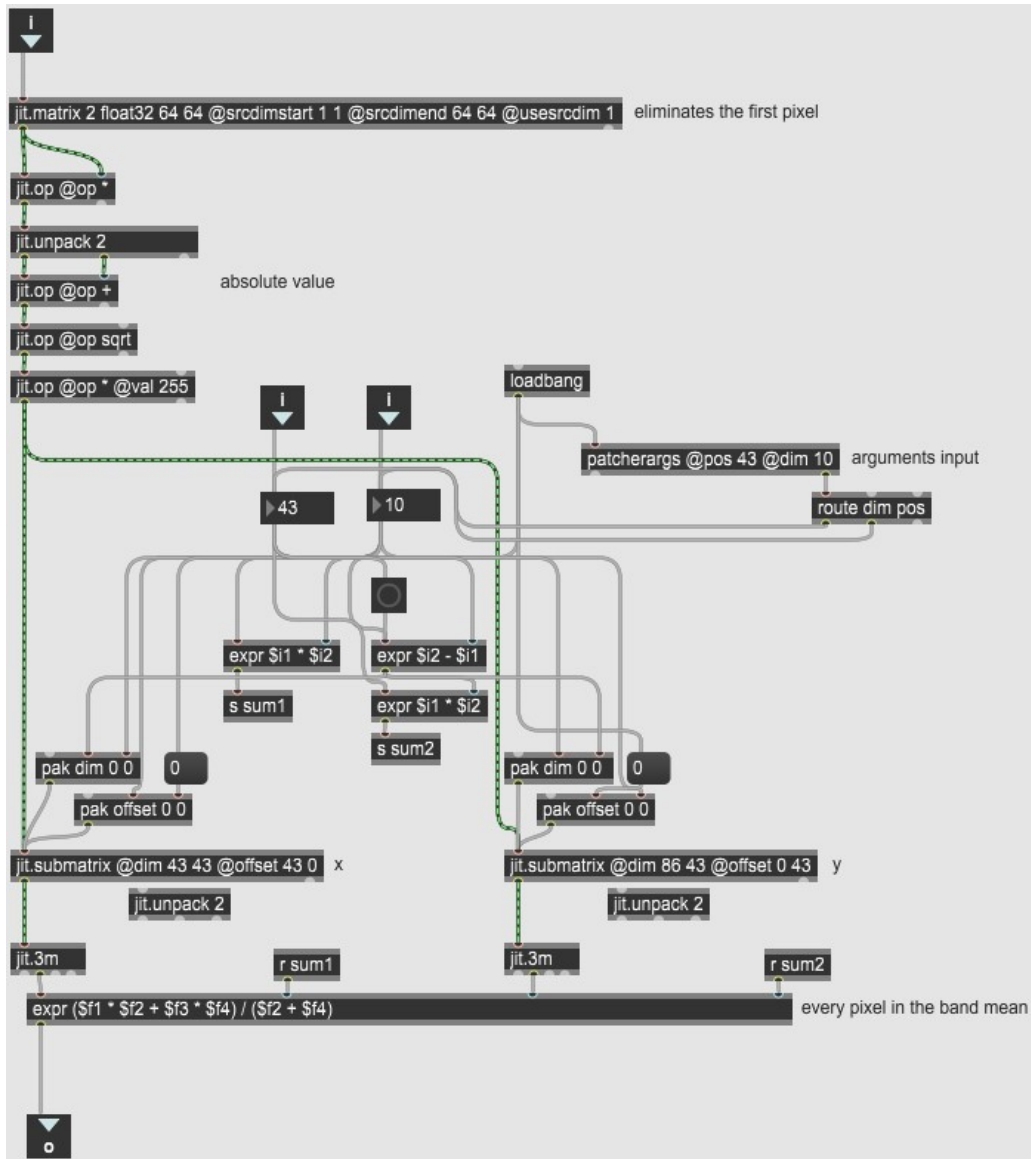 i
jit.matrix 2 float32 64 64 @srcdimstart 1 1 @srcdimend 64 64 @usesrcdim 1
eliminates the first pixel
jit.op @op *
jit.unpack 2
jit.op @op +
absolute value
jit.op @op sqrt
jit.op @op * @val 255
i
i
loadbang
patcherargs @pos 43 @dim 10
arguments input
43
10
route dim pos
expr $i1 * $i2
expr $i2 - $i1
s sum1
expr $i1 * $i2
s sum2
pak dim 0 0
0
pak dim 0 0
0
pak offset 0 0
pak offset 0 0
jit.submatrix @dim 43 43 @offset 43 0
x
jit.submatrix @dim 86 43 @offset 0 43
y
jit.unpack 2
jit.unpack 2
jit.3m
r sum1
jit.3m
r sum2
expr ($f1 * $f2 + $f3 * $f4) / ($f2 + $f4)
every pixel in the band mean
o